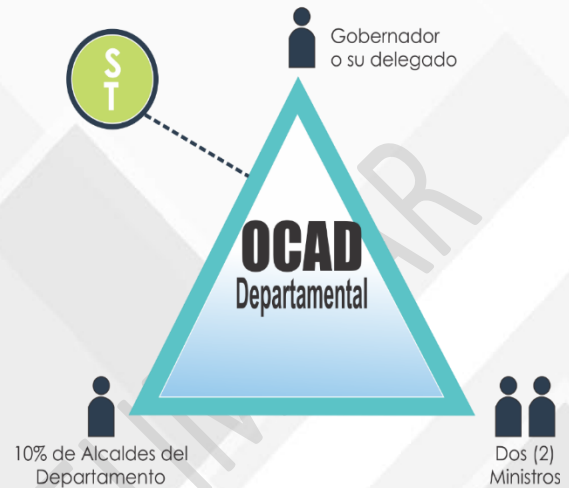 Gobernador
o su delegado
S
T
OCAD
Departamental
10% de Alcaldes del
Departamento
Dos (2)
Ministros